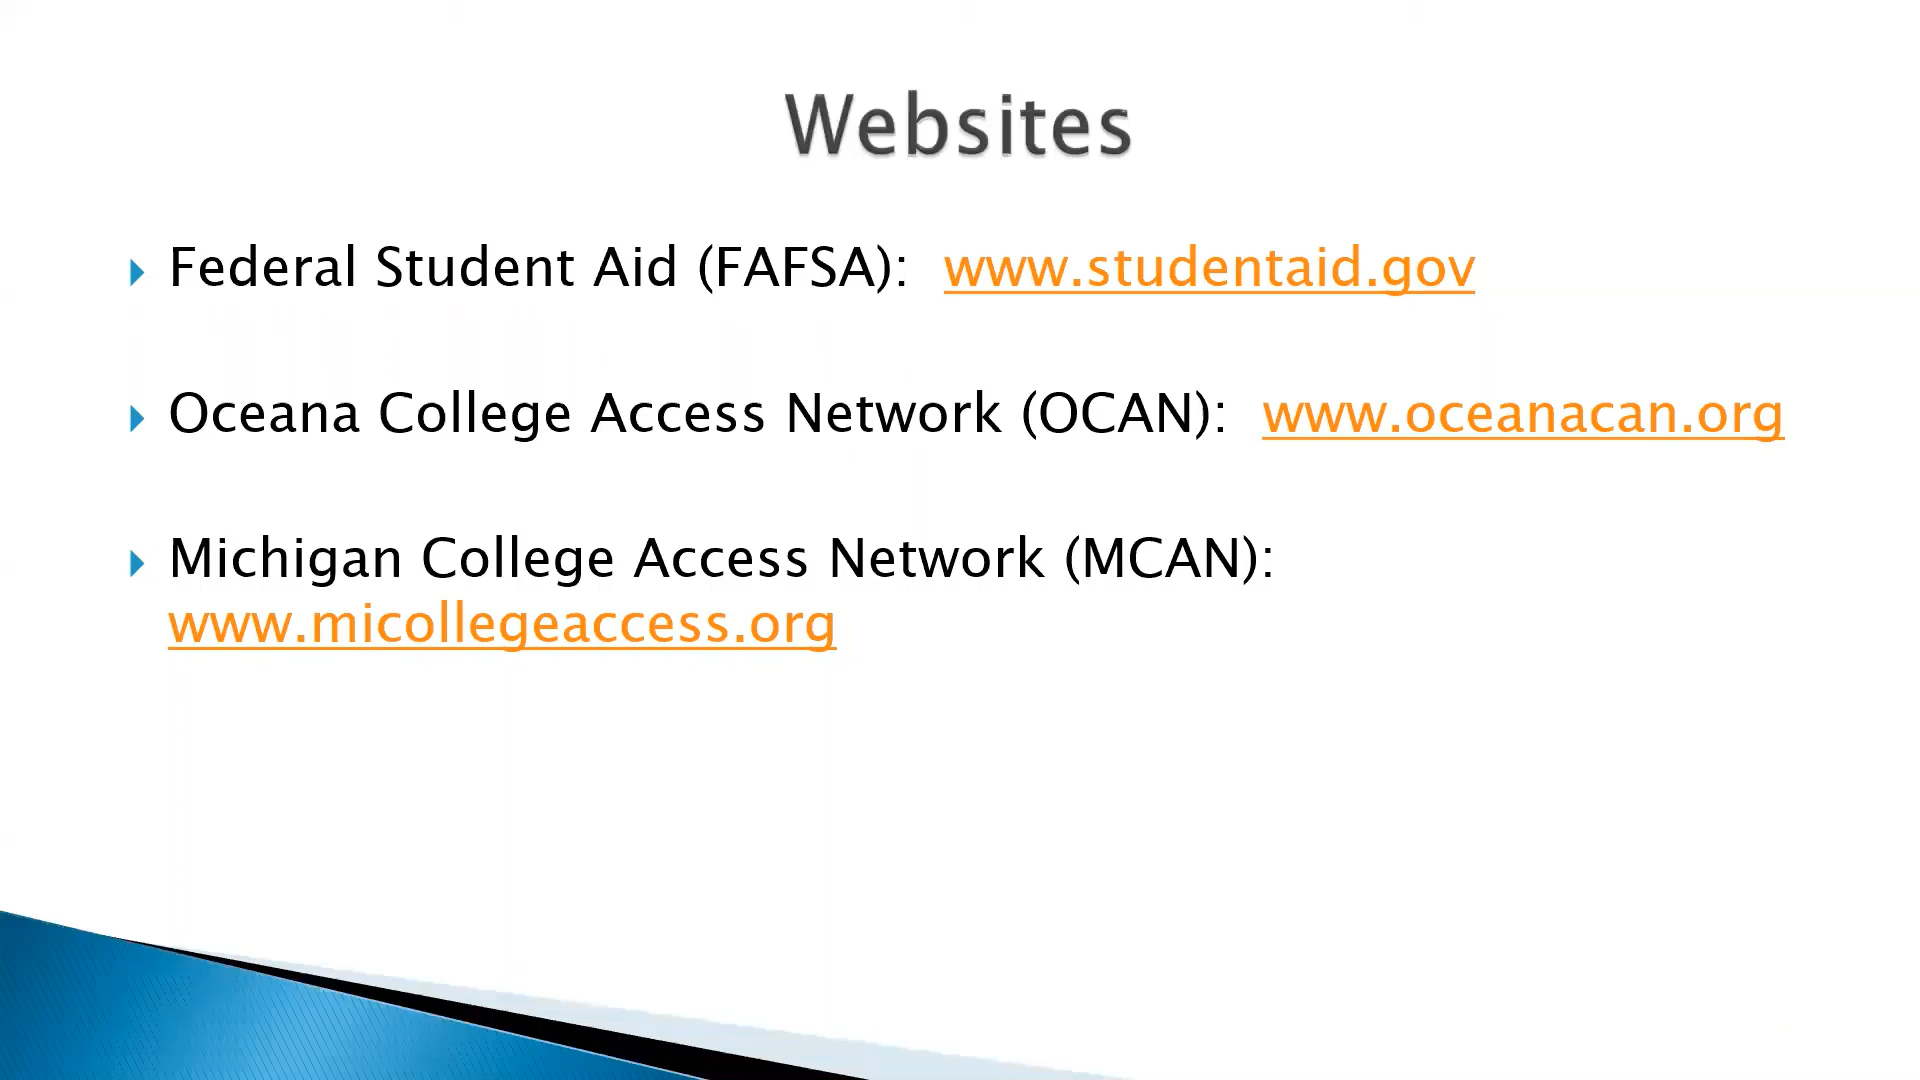 Websites
Federal Student Aid (FAFSA): www.studentaid.gov
Oceana College Access Network (OCAN): www.oceanacan.org
Michigan College Access Network (MCAN):
www.micollegeaccess.org